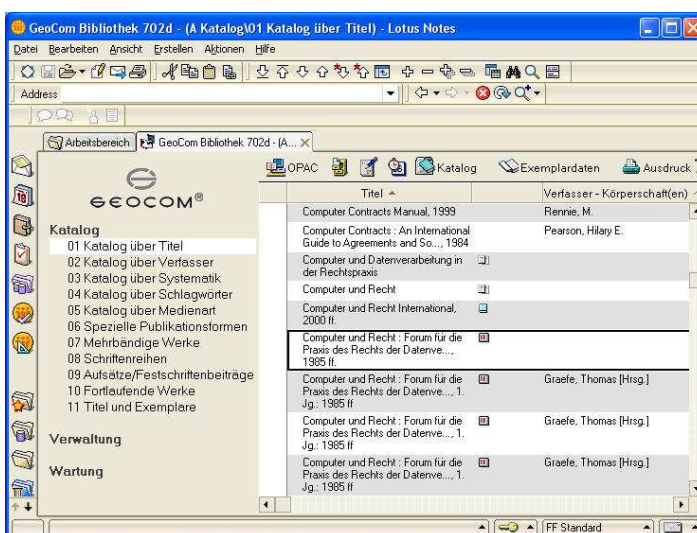 GeoCom Bibliothek 702d - (A Katalog\01 Katalog über Titel) - Lotus Notes
Datei Bearbeiten Ansicht Erstellen Aktionen Hilfe
Address
Arbeitsbereich GeoCom Bibliothek 702d - (A...
OPAC Katalog Exemplardaten Ausdruck
GEOCOM®
Katalog
01 Katalog über Titel
02 Katalog über Verfasser
03 Katalog über Systematik
04 Katalog über Schlagwörter
05 Katalog über Medienart
06 Spezielle Publikationsformen
07 Mehrbändige Werke
08 Schriftenreihen
09 Aufsätze/Festschriftenbeiträge
10 Fortlaufende Werke
11 Titel und Exemplare
Verwaltung
Wartung
Titel Verfasser - Körperschaft(en)
Computer Contracts Manual, 1999 Rennie, M.
Computer Contracts : An International Pearson, Hilary E.
Guide to Agreements and So..., 1984
Computer und Datenverarbeitung in
der Rechtspraxis
Computer und Recht
Computer und Recht International,
2000 ff.
Computer und Recht : Forum für die
Praxis des Rechts der Datenve...,
1985 ff.
Computer und Recht : Forum für die Graefe, Thomas [Hrsg.]
Praxis des Rechts der Datenve..., 1.
Jg.: 1985 ff
Computer und Recht : Forum für die Graefe, Thomas [Hrsg.]
Praxis des Rechts der Datenve..., 1.
Jg.: 1985 ff
Computer und Recht : Forum für die Graefe, Thomas [Hrsg.]
Praxis des Rechts der Datenve..., 1.
Jg.: 1985 ff
FF Standard